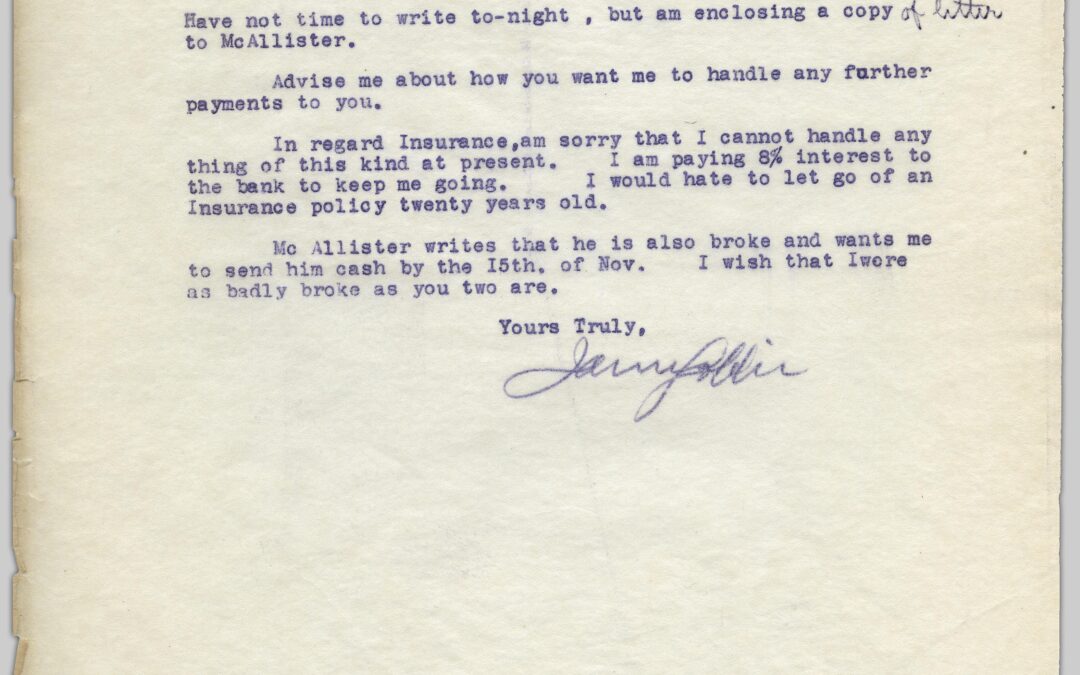 Have not time to write to-night , but am enclosing a copy of letter
to McAllister.
Advise me about how you want me to handle any further
payments to you.
In regard Insurance,am sorry that I cannot handle any
thing of this kind at present. I am paying 8% interest to
the bank to keep me going. I would hate to let go of an
Insurance policy twenty years old.
Mc Allister writes that he is also broke and wants me
to send him cash by the I5th. of Nov. I wish that Iwere
as badly broke as you two are.
Yours Truly,